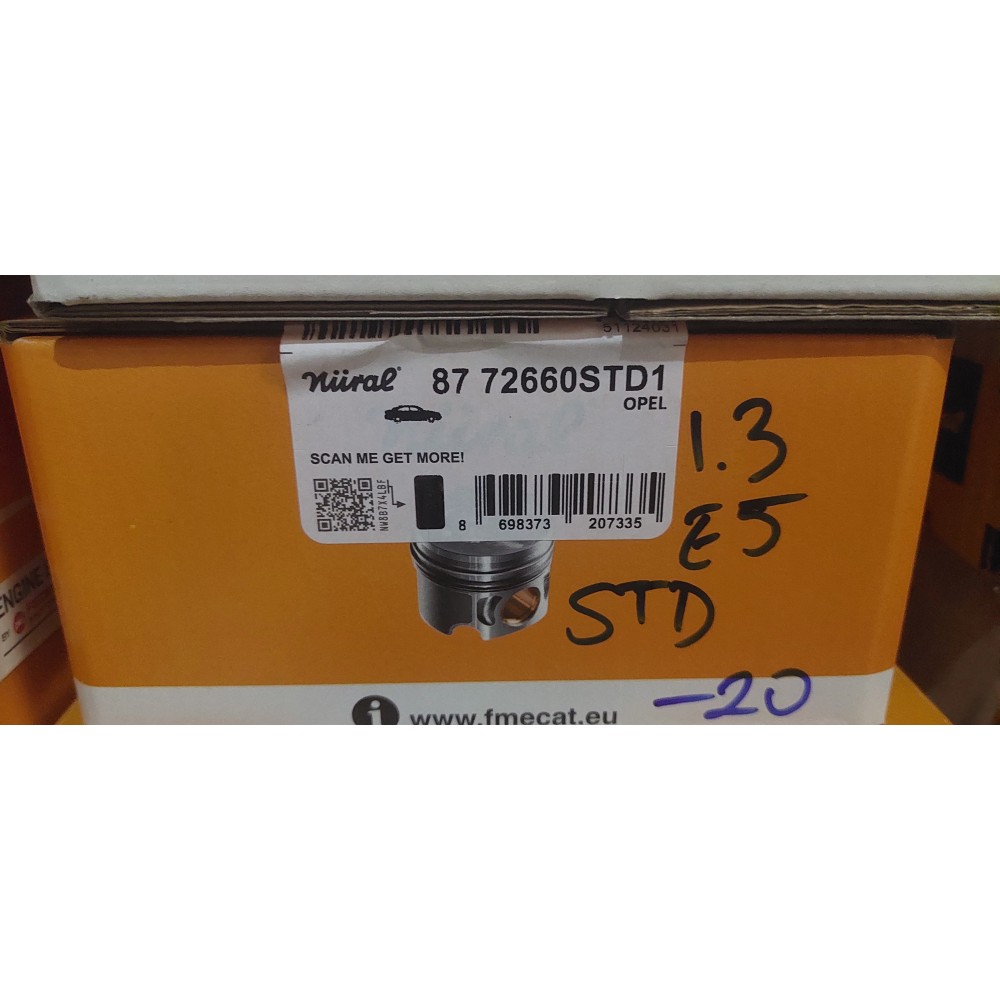 51124031
nüral 87 72660STD1
OPEL
SCAN ME GET MORE!
NW8B7X4LBF
8 698373 207335
1.3
E5
STD
-20
ENGINE
BY
i www.fmecat.eu